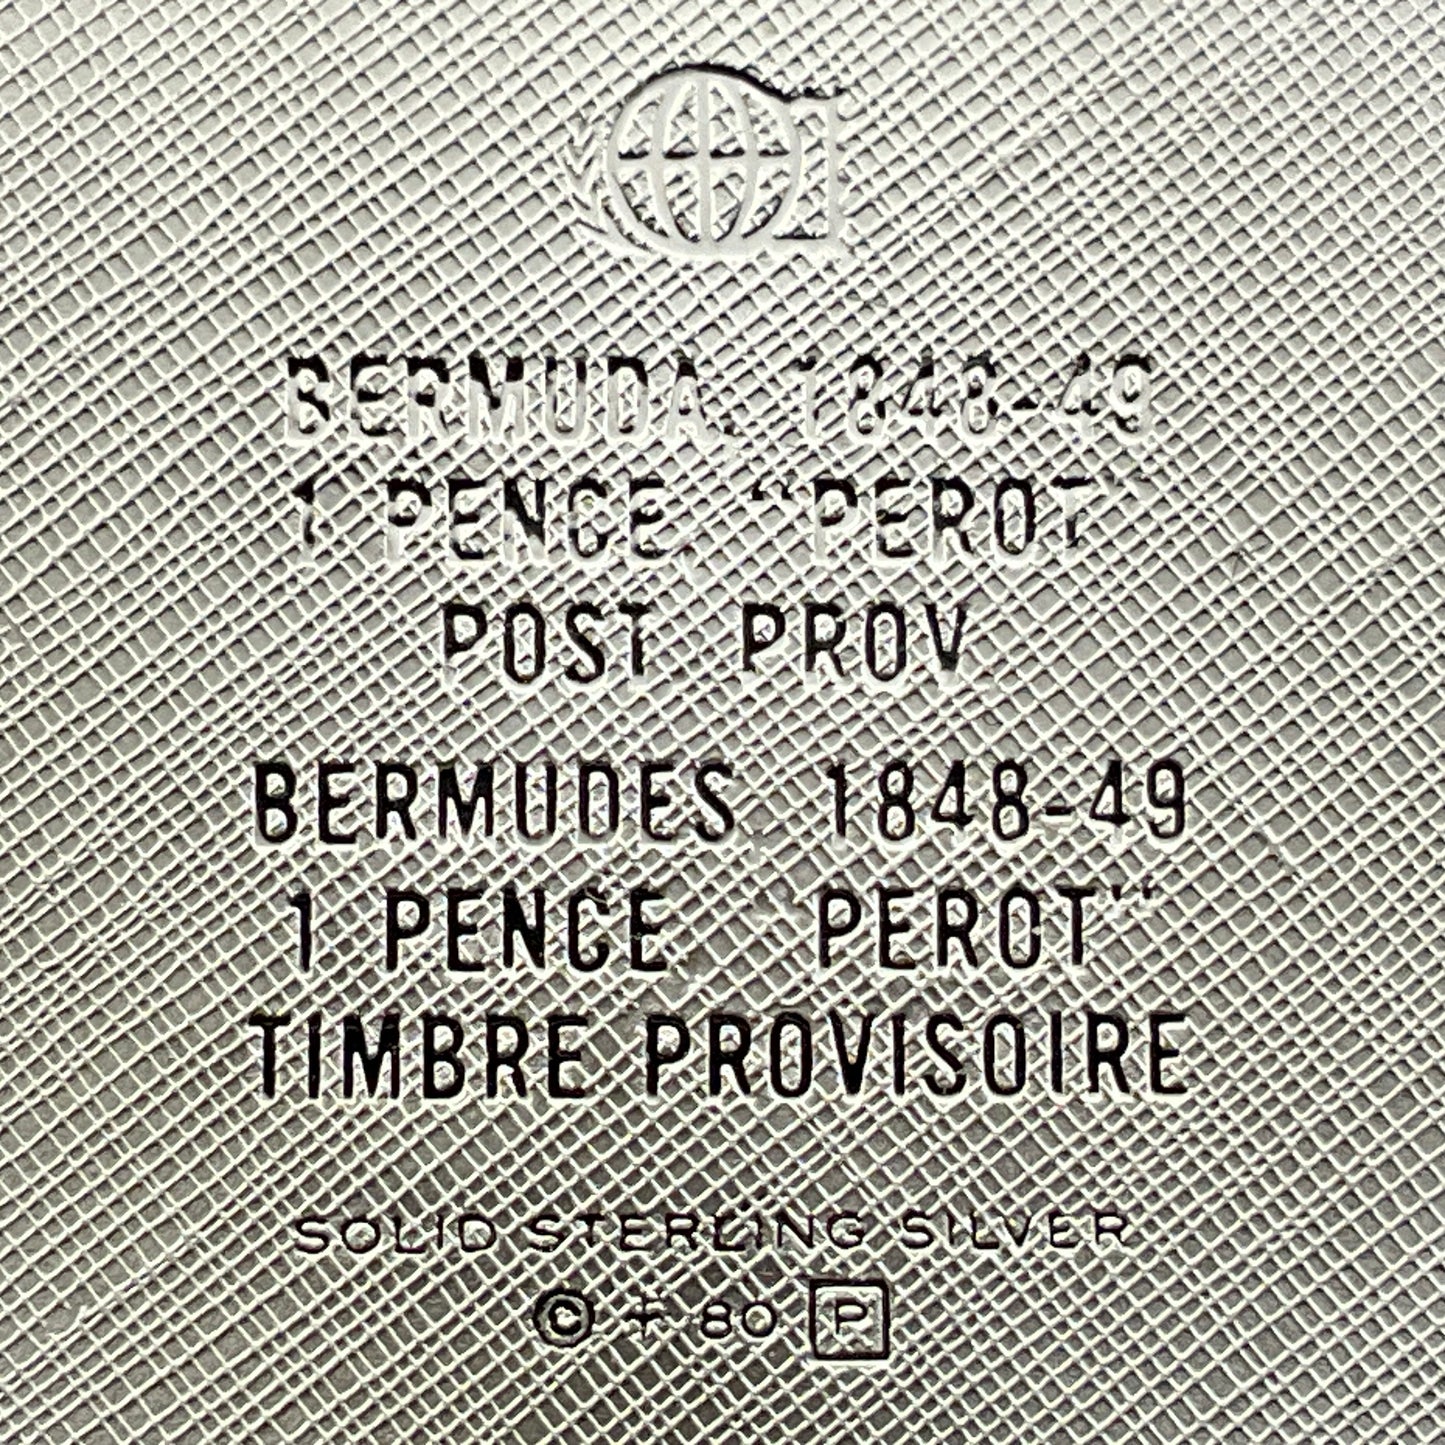 BERMUDA, 1848-49
1 PENCE, "PEROT"
POST PROV.
BERMUDES, 1848-49
1 PENCE, "PEROT"
TIMBRE PROVISOIRE
SOLID STERLING SILVER
© F 80 P